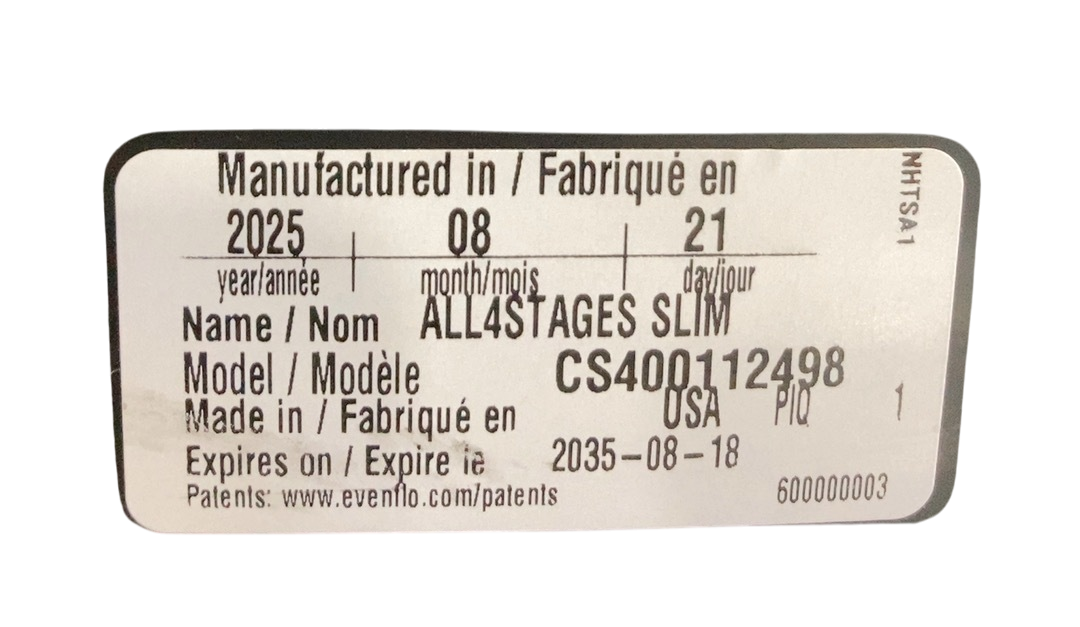 Manufactured in / Fabriqué en
2025 08 21
year/année month/mois day/jour
Name / Nom ALL4STAGES SLIM
Model / Modèle CS400112498
Made in / Fabriqué en USA PIQ 1
Expires on / Expire le 2035-08-18
Patents: www.evenflo.com/patents 600000003
NHTSA1